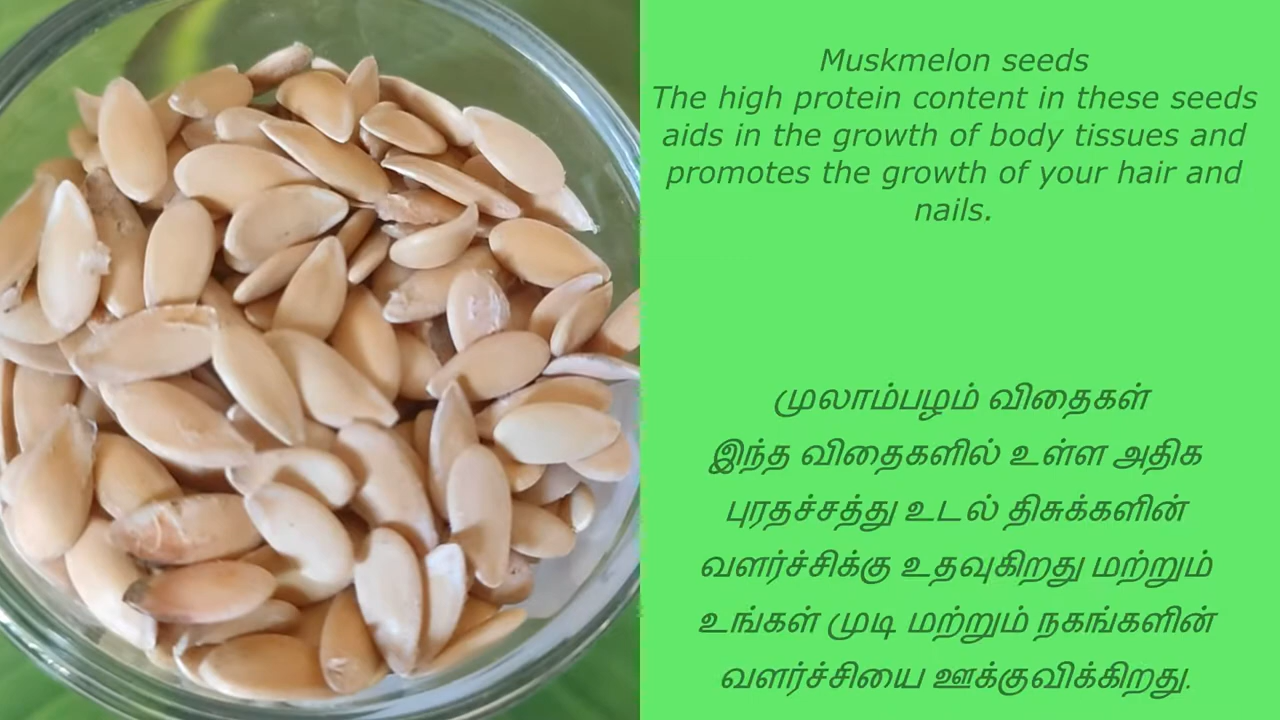 Muskmelon seeds
The high protein content in these seeds
aids in the growth of body tissues and
promotes the growth of your hair and
nails.
முலாம்பழம் விதைகள்
இந்த விதைகளில் உள்ள அதிக
புரதச்சத்து உடல் திசுக்களின்
வளர்ச்சிக்கு உதவுகிறது மற்றும்
உங்கள் முடி மற்றும் நகங்களின்
வளர்ச்சியை ஊக்குவிக்கிறது.